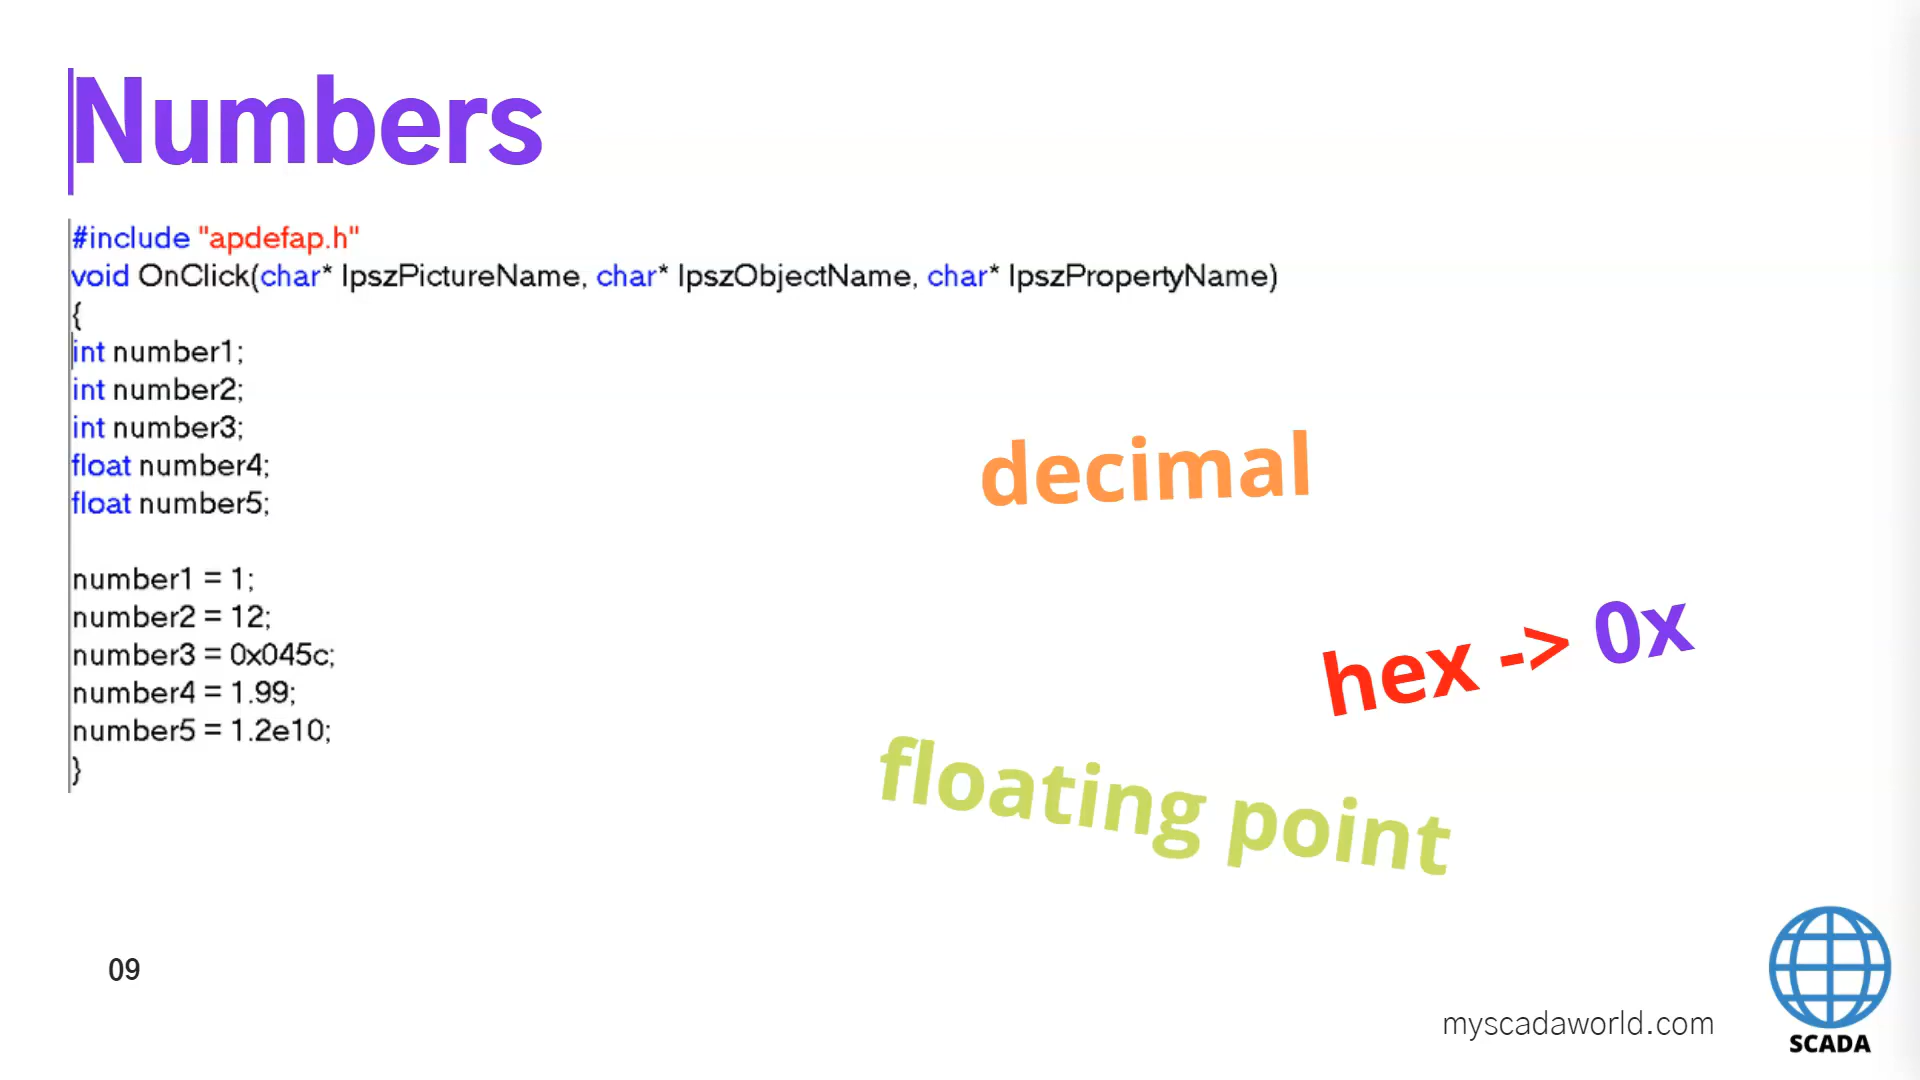 Numbers
#include "apdefap.h"
void OnClick(char* lpszPictureName, char* lpszObjectName, char* lpszPropertyName)
{
int number1;
int number2;
int number3;
float number4;
float number5;
number1 = 1;
number2 = 12;
number3 = 0x045c;
number4 = 1.99;
number5 = 1.2e10;
}
decimal
hex -> 0x
floating point
09
myscadaworld.com
SCADA